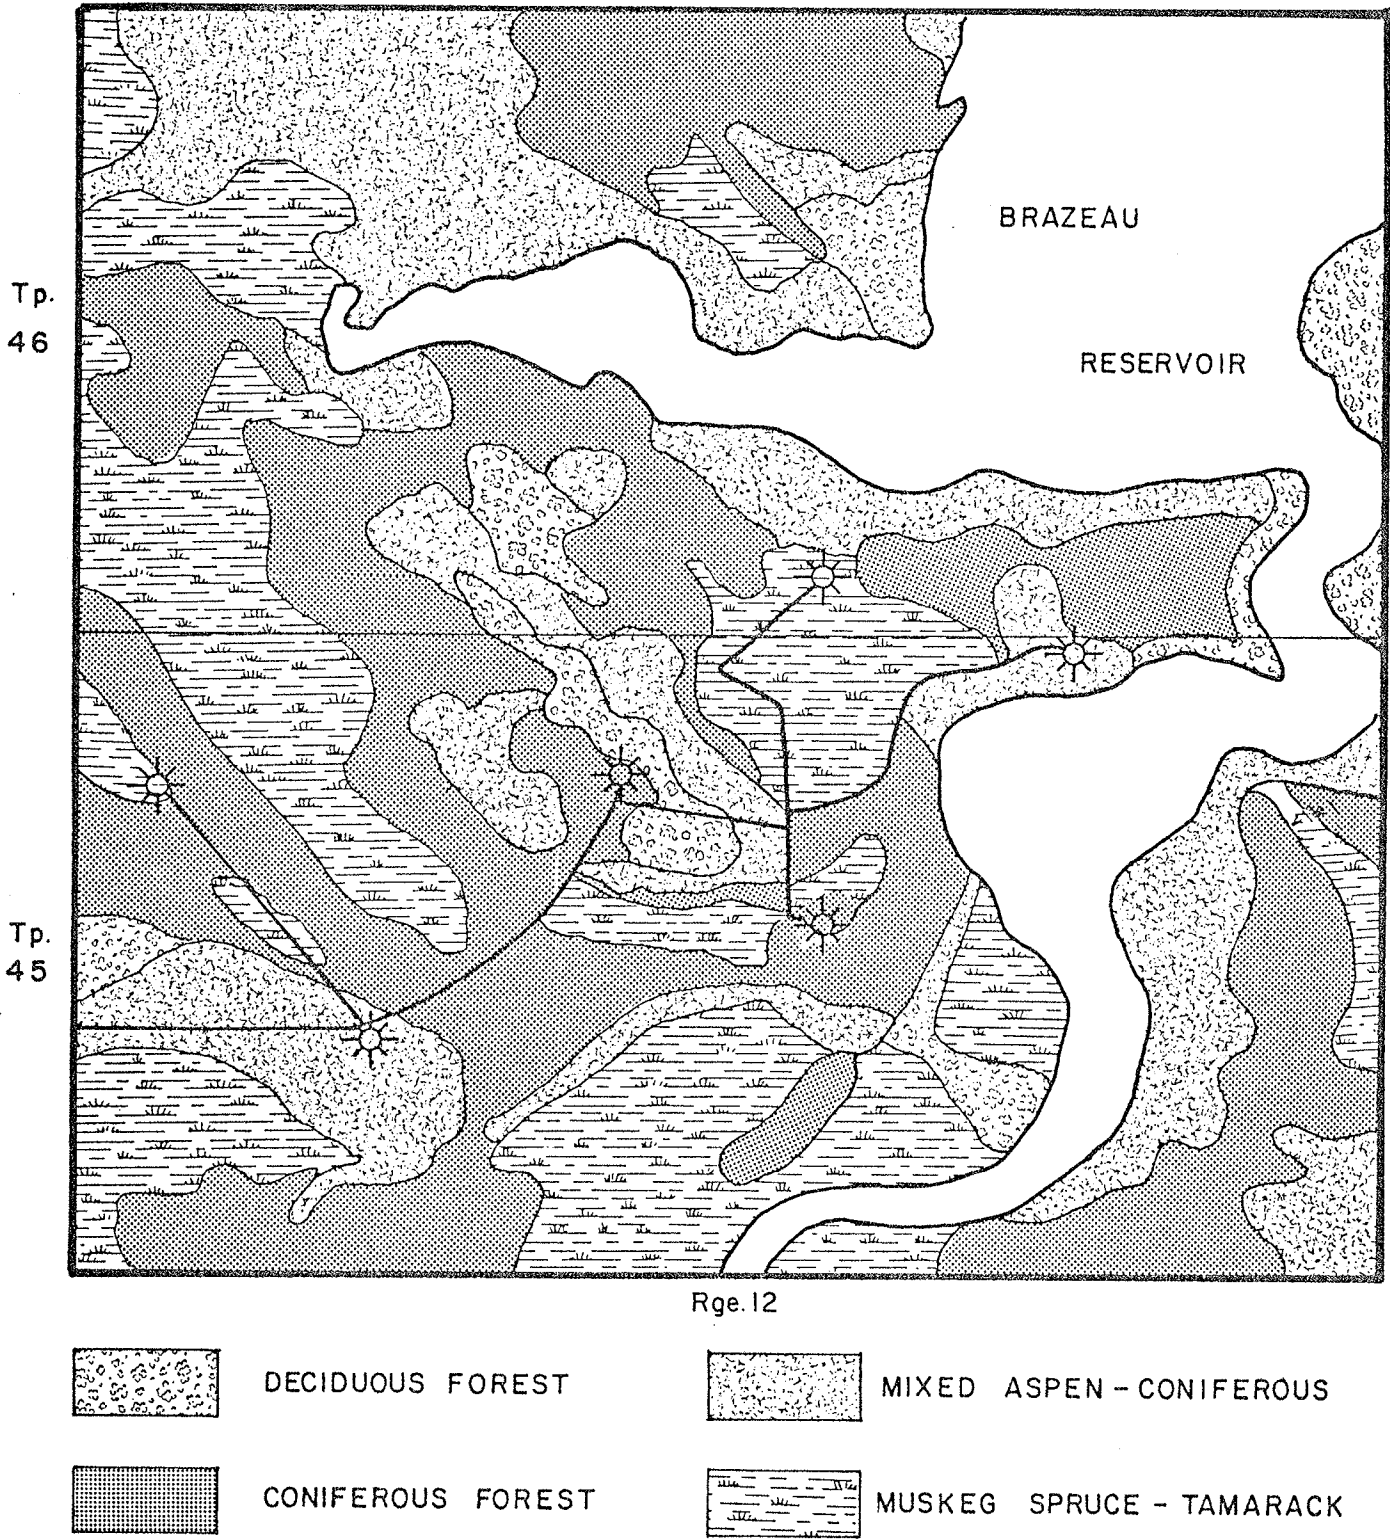 BRAZEAU
Tp.
46
RESERVOIR
Tp.
45
Rge. 12
DECIDUOUS FOREST
MIXED ASPEN - CONIFEROUS
CONIFEROUS FOREST
MUSKEG SPRUCE - TAMARACK